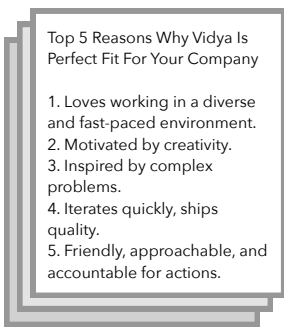 Top 5 Reasons Why Vidya Is
Perfect Fit For Your Company
1. Loves working in a diverse
and fast-paced environment.
2. Motivated by creativity.
3. Inspired by complex
problems.
4. Iterates quickly, ships
quality.
5. Friendly, approachable, and
accountable for actions.